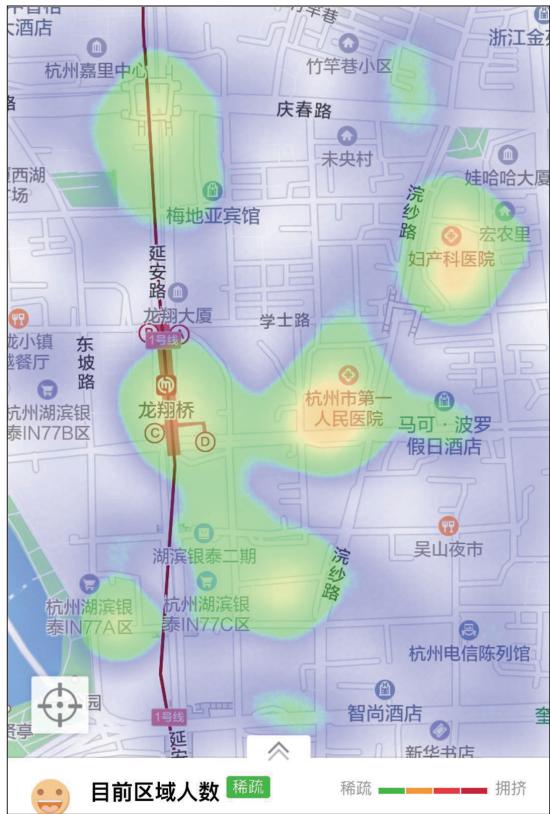 大酒店
竹竿巷
浙江金
杭州嘉里中心
竹竿巷小区
路
庆春路
未央村
西湖
广场
娃哈哈大厦
浣纱路
梅地亚宾馆
宏农里
妇产科医院
延安路
龙翔大厦
学士路
1号线
龙小镇
餐厅
东坡路
杭州市第一
人民医院
龙翔桥
杭州湖滨银
泰IN77B区
C
D
马可·波罗
假日酒店
湖滨银泰二期
吴山夜市
浣纱路
杭州湖滨银
泰IN77A区
杭州湖滨银
泰IN77C区
杭州电信陈列馆
园
智尚酒店
1号线
贤亭
延安
新华书店
奎
目前区域人数 稀疏
稀疏 拥挤